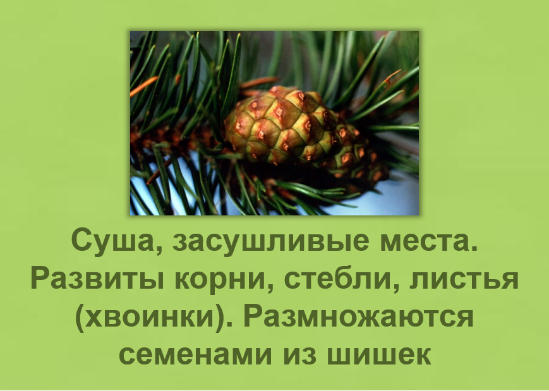 Суша, засушливые места.
Развиты корни, стебли, листья
(хвоинки). Размножаются
семенами из шишек